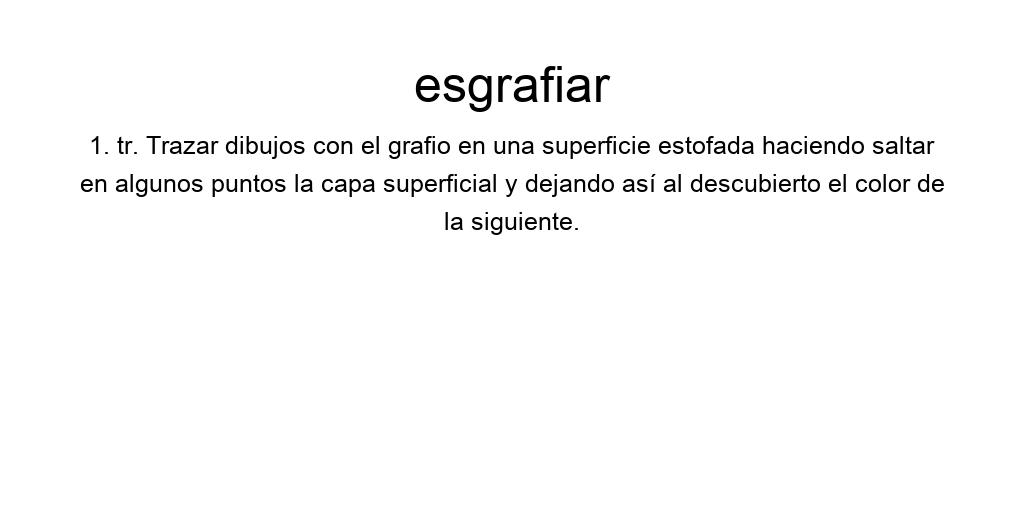 esgrafiar
1. tr. Trazar dibujos con el grafio en una superficie estofada haciendo saltar
en algunos puntos la capa superficial y dejando así al descubierto el color de
la siguiente.